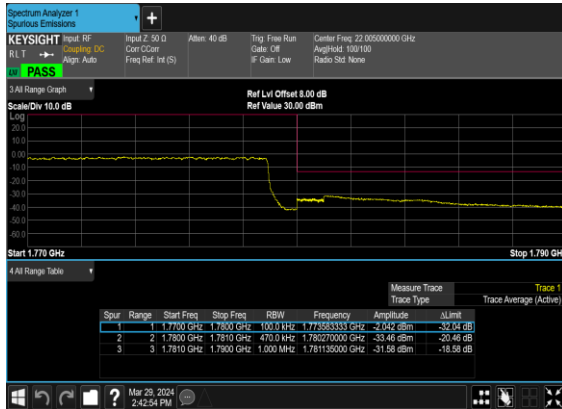 Spectrum Analyzer 1
Spurious Emissions
+
KEYSIGHT Input: RF Input Z: 50 Ω Atten: 40 dB Trig: Free Run Center Freq: 22.005000000 GHz
RLT Coupling: DC Corr CCorr Gate: Off Avg|Hold: 100/100
Align: Auto Freq Ref: Int (S) IF Gain: Low Radio Std: None
LV PASS
3 All Range Graph
Ref Lvl Offset 8.00 dB
Scale/Div 10.0 dB Ref Value 30.00 dBm
Log
20.0
10.0
0.00
-10.0
-20.0
-30.0
-40.0
-50.0
-60.0
Start 1.770 GHz Stop 1.790 GH
4 All Range Table
Measure Trace Trace 1
Trace Type Trace Average (Active)
Spur Range Start Freq Stop Freq RBW Frequency Amplitude ΔLimit
1 1 1.7700 GHz 1.7800 GHz 100.0 kHz 1.773583333 GHz -2.042 dBm -32.04 dB
2 2 1.7800 GHz 1.7810 GHz 470.0 kHz 1.780270000 GHz -33.46 dBm -20.46 dB
3 3 1.7810 GHz 1.7900 GHz 1.000 MHz 1.781135000 GHz -31.58 dBm -18.58 dB
? Mar 29, 2024
2:42:54 PM